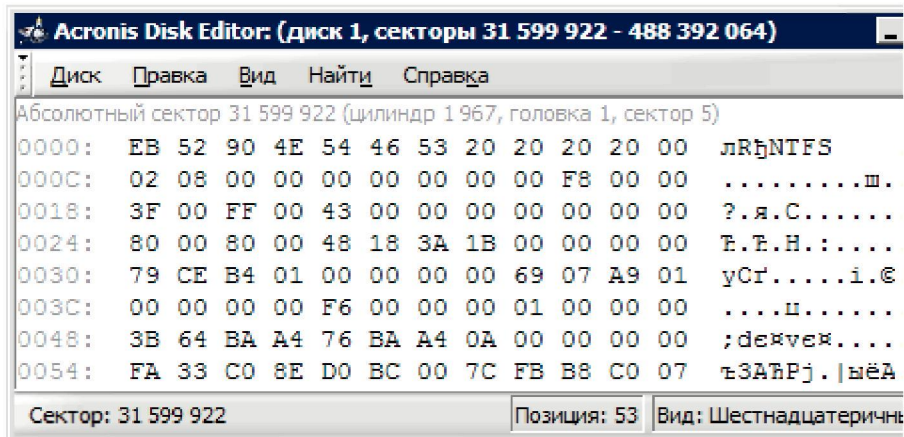 Acronis Disk Editor: (диск 1, секторы 31 599 922 - 488 392 064)
Диск Правка Вид Найти Справка
Абсолютный сектор 31 599 922 (цилиндр 1 967, головка 1, сектор 5)
0000: EB 52 90 4E 54 46 53 20 20 20 20 00 лRђNTFS
000C: 02 08 00 00 00 00 00 00 00 F8 00 00 .........ш.
0018: 3F 00 FF 00 43 00 00 00 00 00 00 00 ?.я.C......
0024: 80 00 80 00 48 18 3A 1B 00 00 00 00 Ђ.Ђ.H.:....
0030: 79 CE B4 01 00 00 00 00 69 07 A9 01 yОґ.....i.©
003C: 00 00 00 00 F6 00 00 00 01 00 00 00 ....ц......
0048: 3B 64 BA A4 76 BA A4 0A 00 00 00 00 ;dє¤vє¤....
0054: FA 33 C0 8E D0 BC 00 7C FB B8 C0 07 ъ3АЋРј.|ыёА
Сектор: 31 599 922 Позиция: 53 Вид: Шестнадцатеричны